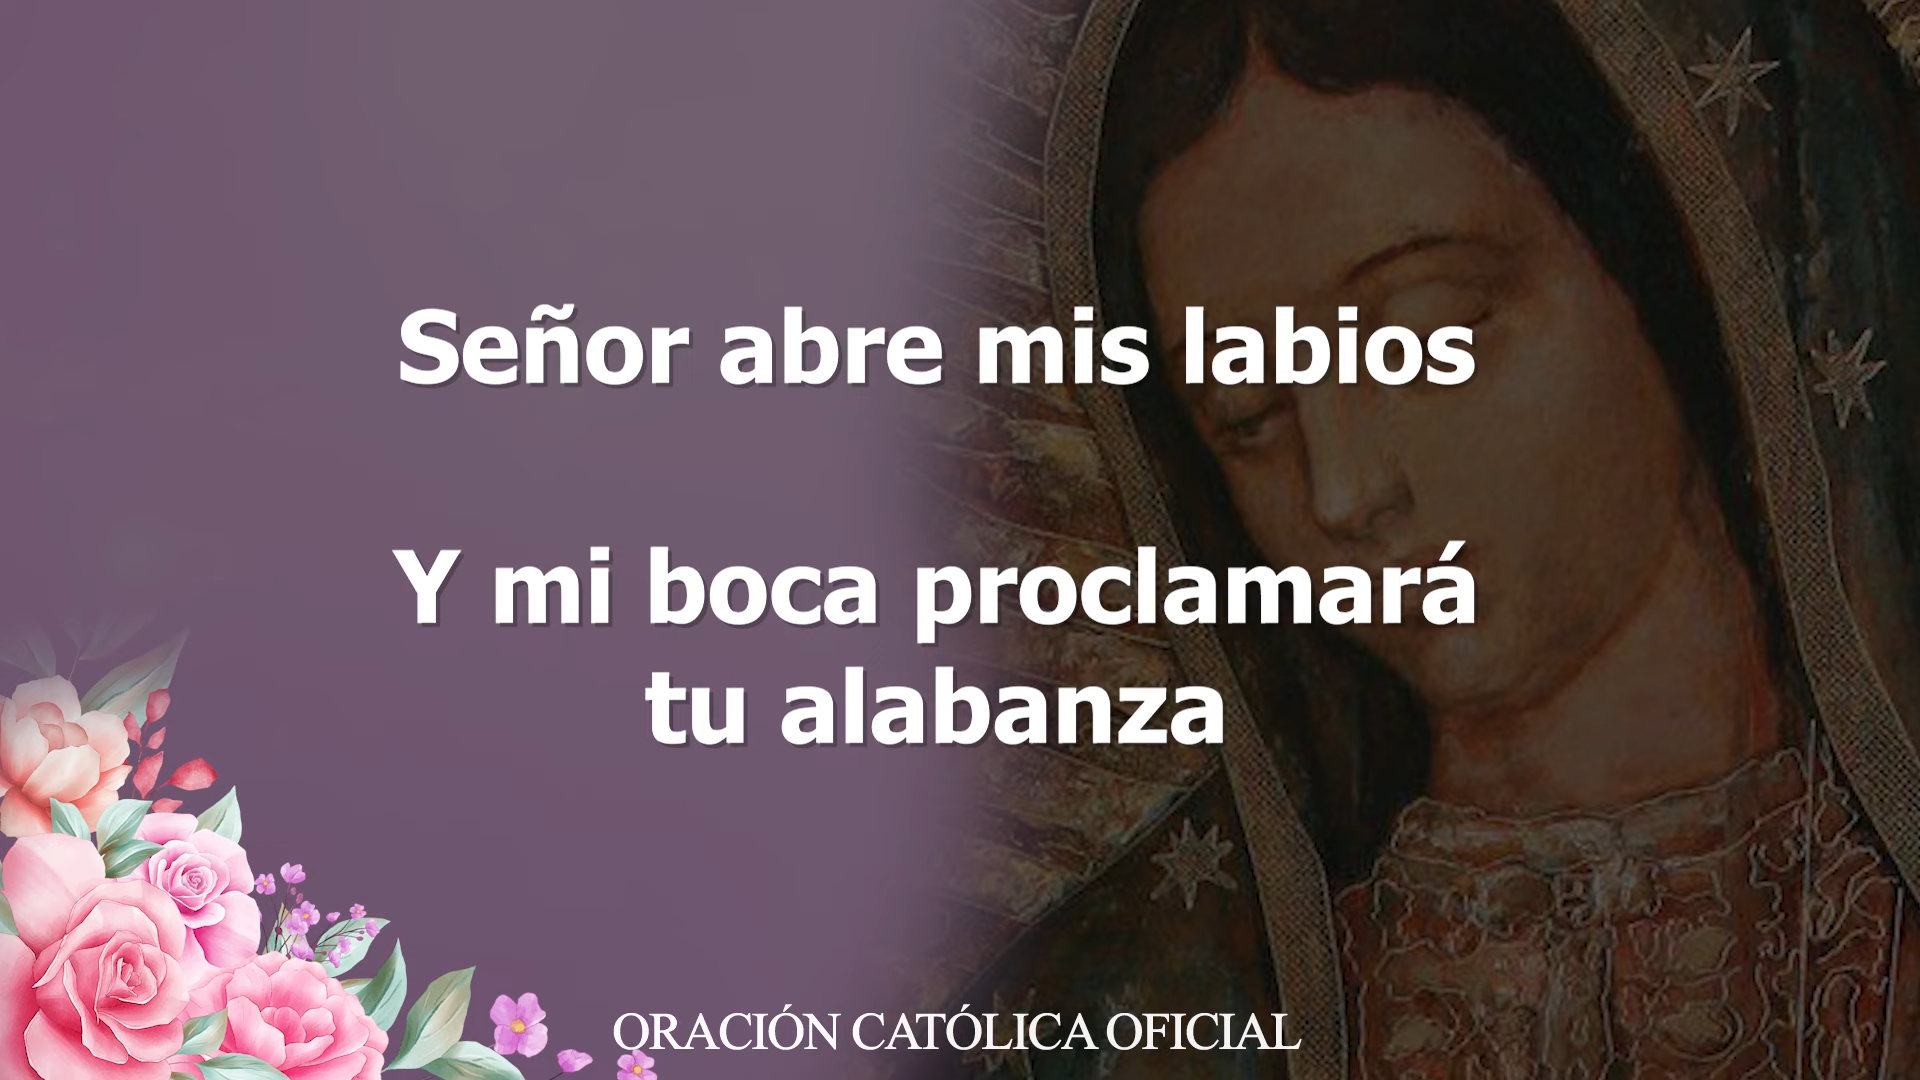 Señor abre mis labios
Y mi boca proclamará
tu alabanza
ORACIÓN CATÓLICA OFICIAL